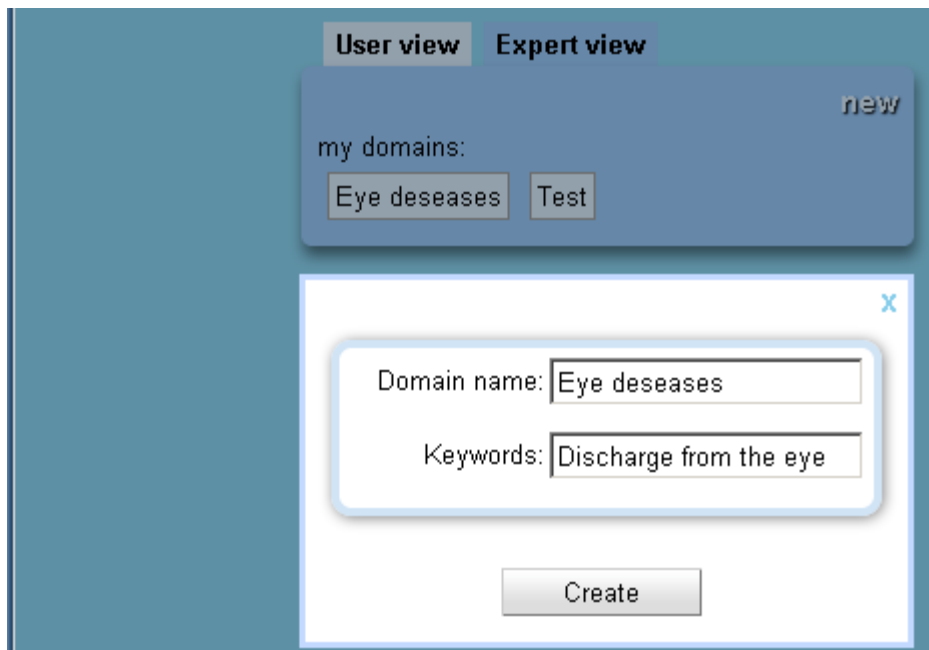 User view Expert view
new
my domains:
Eye deseases Test
x
Domain name: Eye deseases
Keywords: Discharge from the eye
Create